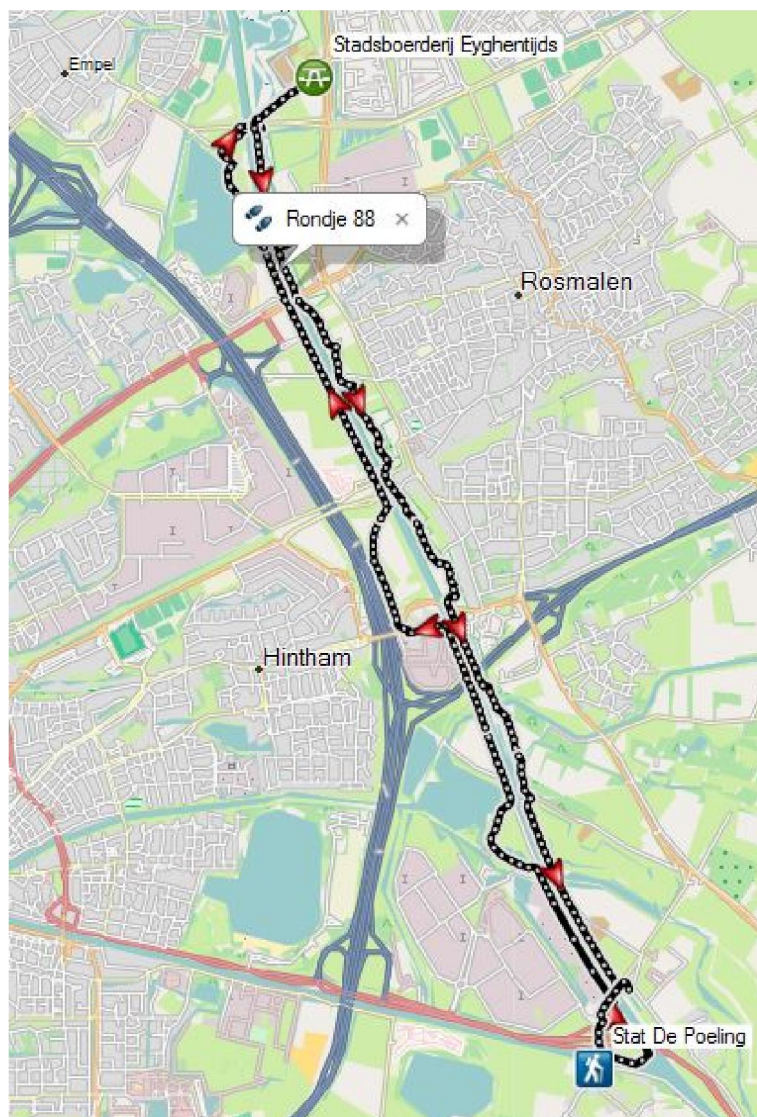 Stadsboerderij Eyghentijds
Empel
Rondje 88 ×
Rosmalen
Hintham
Stat De Poeling